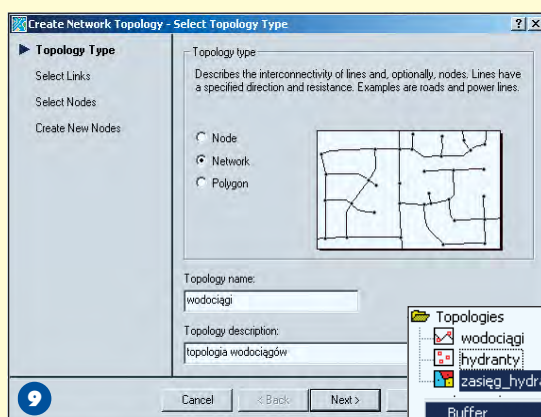 Create Network Topology - Select Topology Type
Topology Type
Select Links
Select Nodes
Create New Nodes
Topology type
Describes the interconnectivity of lines and, optionally, nodes. Lines have
a specified direction and resistance. Examples are roads and power lines.
Node
Network
Polygon
Topology name:
wodociągi
Topology description:
topologia wodociągów
Topologies
wodociągi
hydranty
Buffer
9
Cancel
< Back
Next >